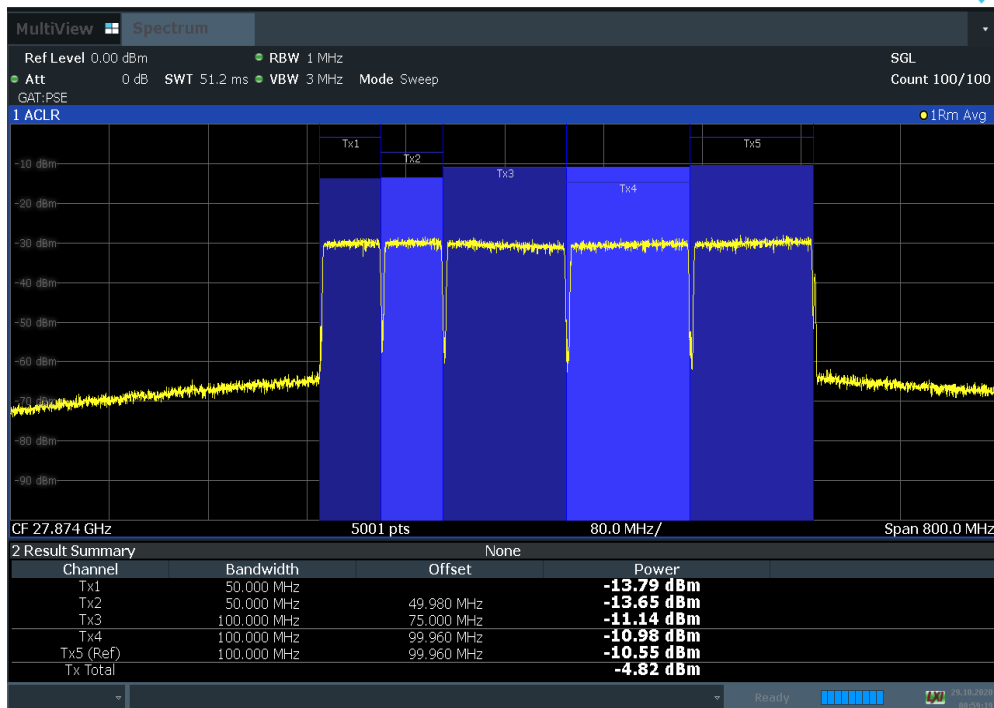 MultiView Spectrum
Ref Level 0.00 dBm RBW 1 MHz SGL
Att 0 dB SWT 51.2 ms VBW 3 MHz Mode Sweep Count 100/100
GAT:PSE
1 ACLR 1Rm Avg
Tx1 Tx2 Tx3 Tx4 Tx5
-10 dBm
-20 dBm
-30 dBm
-40 dBm
-50 dBm
-60 dBm
-70 dBm
-80 dBm
-90 dBm
CF 27.874 GHz 5001 pts 80.0 MHz/ Span 800.0 MHz
2 Result Summary None
Channel Bandwidth Offset Power
Tx1 50.000 MHz -13.79 dBm
Tx2 50.000 MHz 49.980 MHz -13.65 dBm
Tx3 100.000 MHz 75.000 MHz -11.14 dBm
Tx4 100.000 MHz 99.960 MHz -10.98 dBm
Tx5 (Ref) 100.000 MHz 99.960 MHz -10.55 dBm
Tx Total -4.82 dBm
Ready 29.10.2020